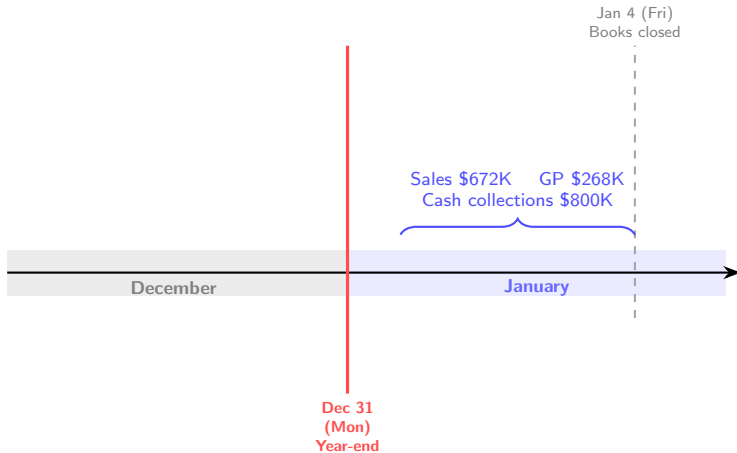 Jan 4 (Fri)
Books closed
Sales $672K GP $268K
Cash collections $800K
December
January
Dec 31
(Mon)
Year-end